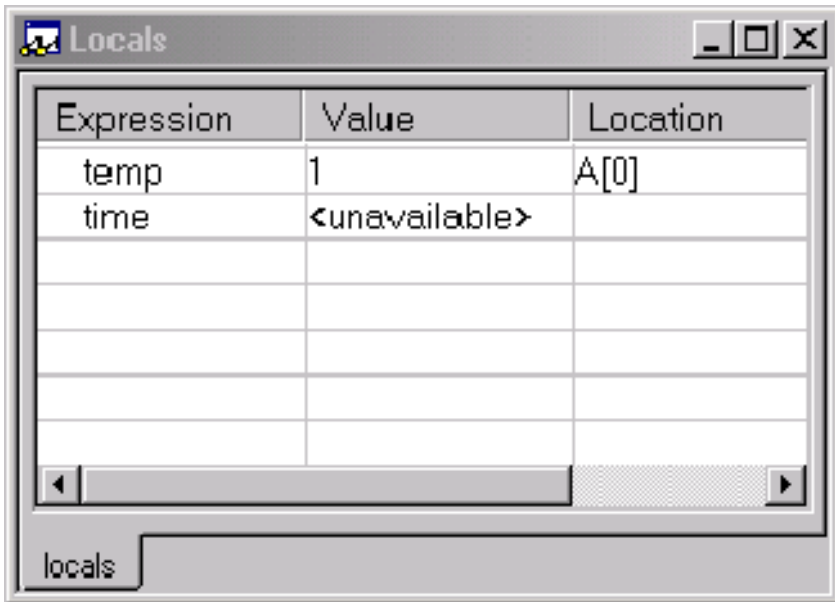 Locals
Expression Value Location
temp 1 A[0]
time <unavailable>
locals